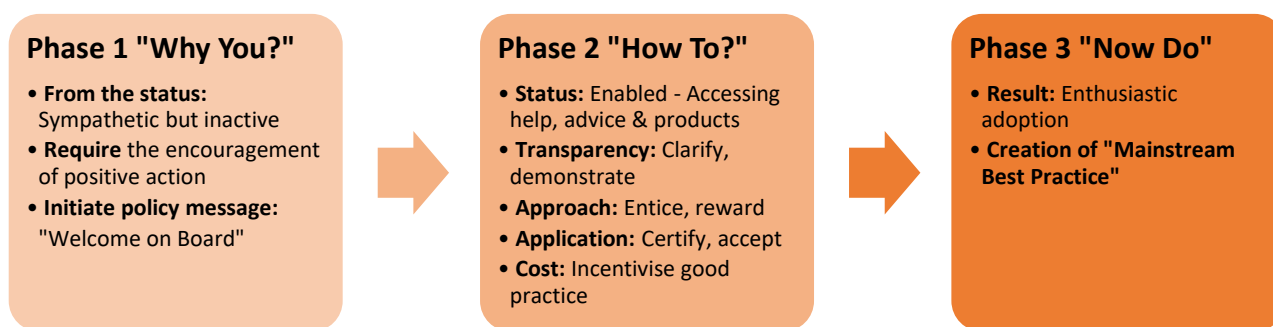 Phase 1 "Why You?"
• From the status:
Sympathetic but inactive
• Require the encouragement
of positive action
• Initiate policy message:
"Welcome on Board"
Phase 2 "How To?"
• Status: Enabled - Accessing
help, advice & products
• Transparency: Clarify,
demonstrate
• Approach: Entice, reward
• Application: Certify, accept
• Cost: Incentivise good
practice
Phase 3 "Now Do"
• Result: Enthusiastic
adoption
• Creation of "Mainstream
Best Practice"